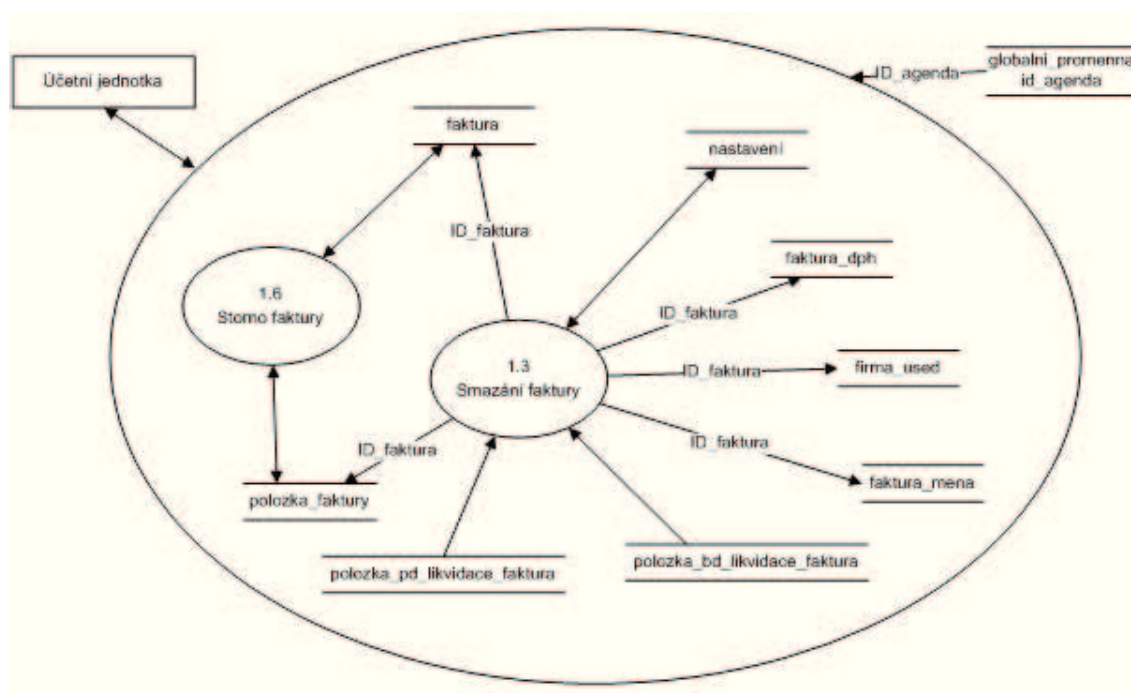 Účetní jednotka
ID_agenda
globalni_promenna
id_agenda
faktura
nastavení
ID_faktura
faktura_dph
1.6
Storno faktury
ID_faktura
1.3
Smazání faktury
ID_faktura
firma_used
ID_faktura
ID_faktura
faktura_mena
polozka_faktury
polozka_pd_likvidace_faktura
polozka_bd_likvidace_faktura